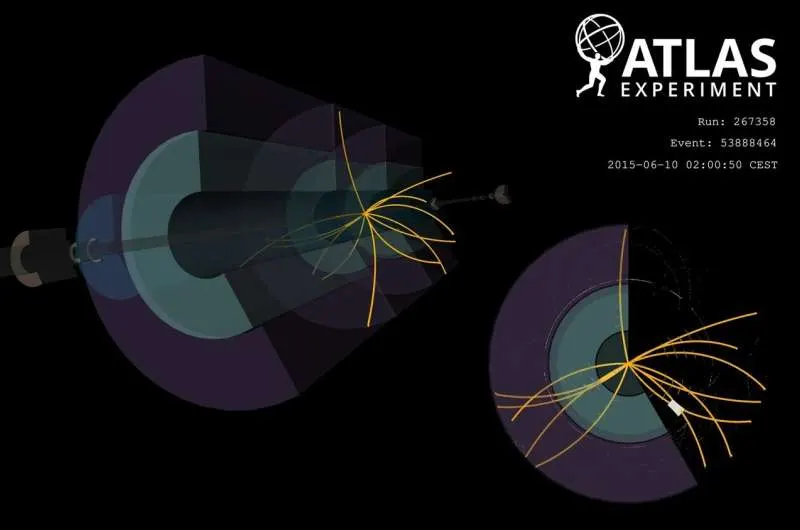 ATLAS
EXPERIMENT
Run: 267358
Event: 53888464
2015-06-10 02:00:50 CEST